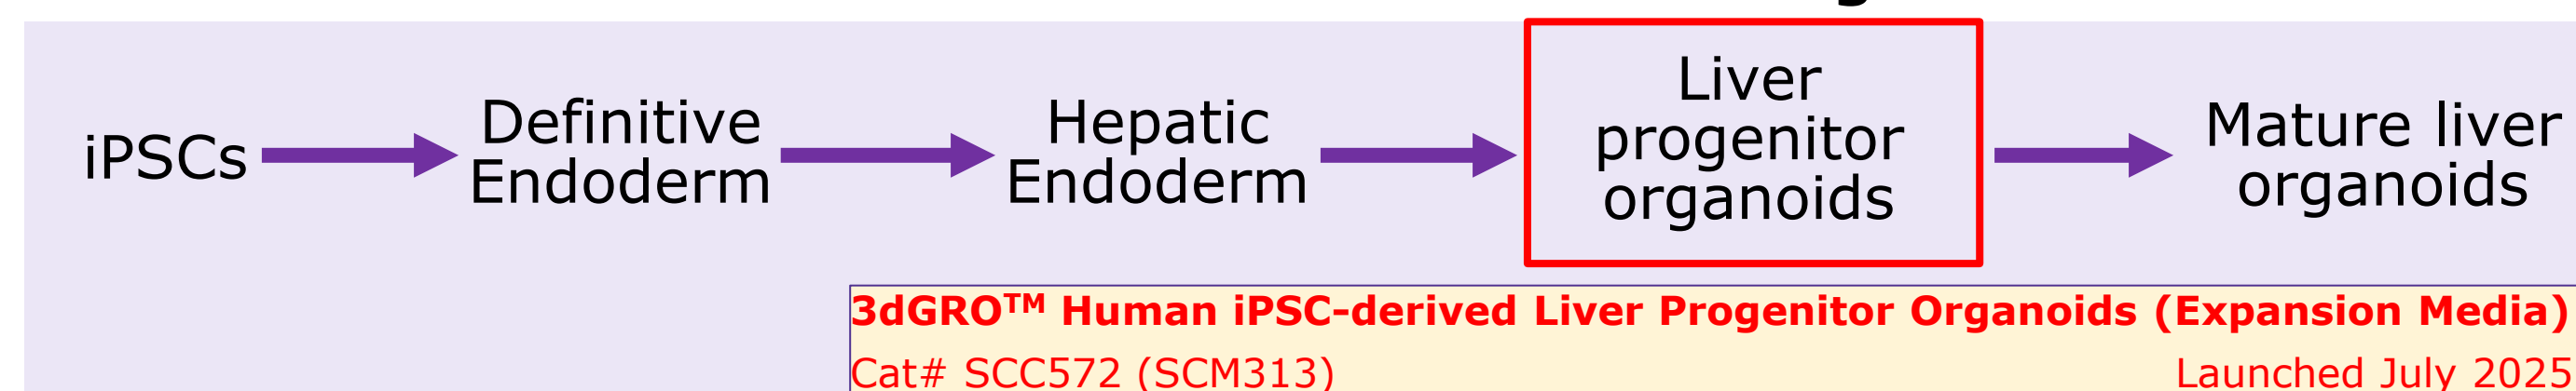 iPSCs
Definitive
Endoderm
Hepatic
Endoderm
Liver
progenitor
organoids
Mature liver
organoids
3dGRO™ Human iPSC-derived Liver Progenitor Organoids (Expansion Media)
Cat# SCC572 (SCM313) Launched July 2025